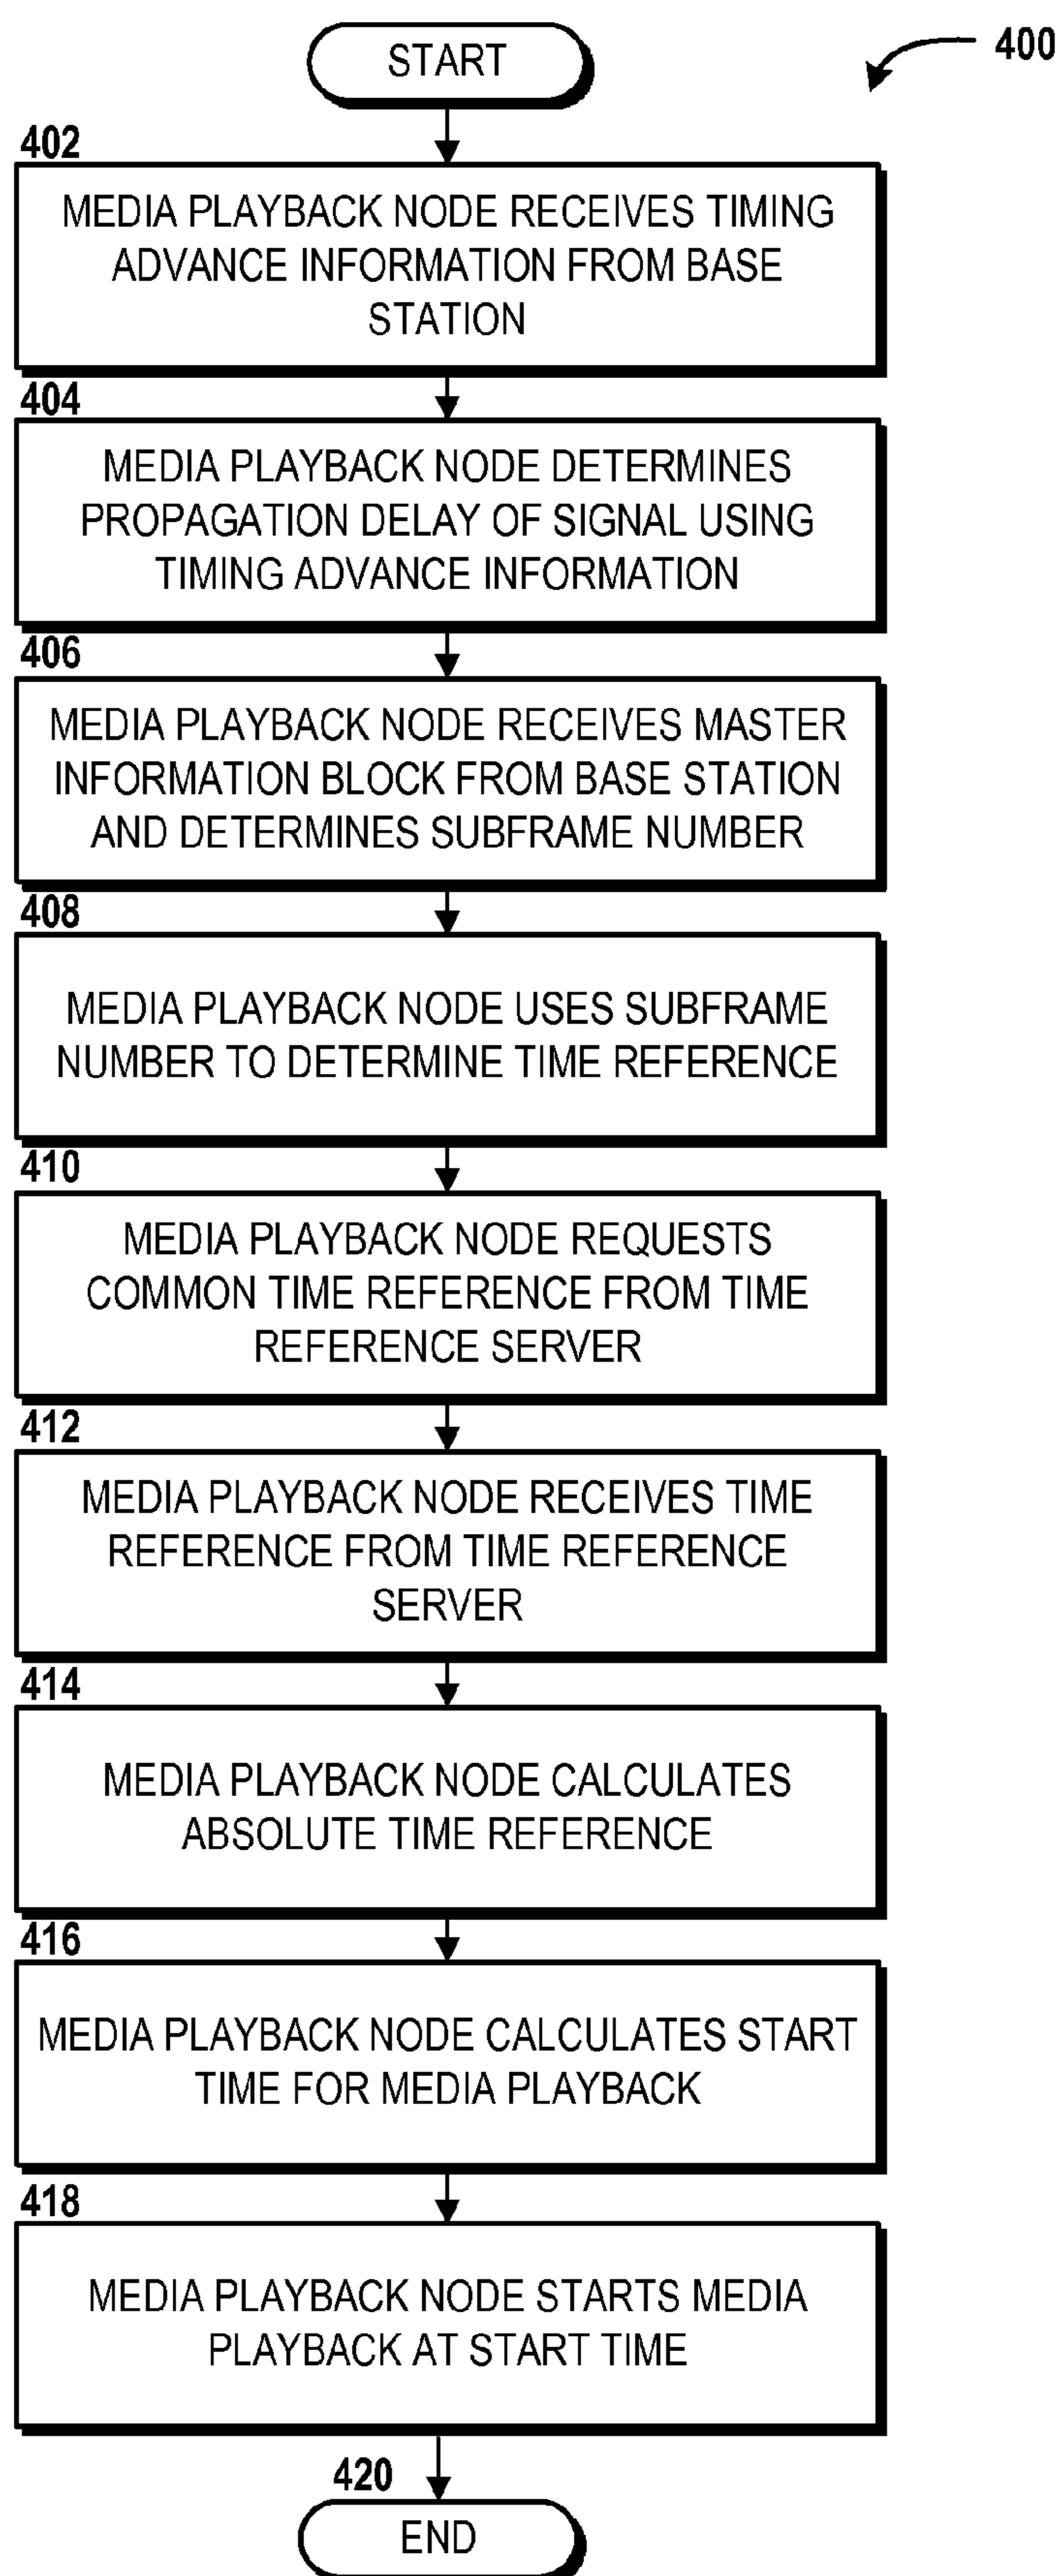 START
400
402
MEDIA PLAYBACK NODE RECEIVES TIMING
ADVANCE INFORMATION FROM BASE
STATION
404
MEDIA PLAYBACK NODE DETERMINES
PROPAGATION DELAY OF SIGNAL USING
TIMING ADVANCE INFORMATION
406
MEDIA PLAYBACK NODE RECEIVES MASTER
INFORMATION BLOCK FROM BASE STATION
AND DETERMINES SUBFRAME NUMBER
408
MEDIA PLAYBACK NODE USES SUBFRAME
NUMBER TO DETERMINE TIME REFERENCE
410
MEDIA PLAYBACK NODE REQUESTS
COMMON TIME REFERENCE FROM TIME
REFERENCE SERVER
412
MEDIA PLAYBACK NODE RECEIVES TIME
REFERENCE FROM TIME REFERENCE
SERVER
414
MEDIA PLAYBACK NODE CALCULATES
ABSOLUTE TIME REFERENCE
416
MEDIA PLAYBACK NODE CALCULATES START
TIME FOR MEDIA PLAYBACK
418
MEDIA PLAYBACK NODE STARTS MEDIA
PLAYBACK AT START TIME
420
END